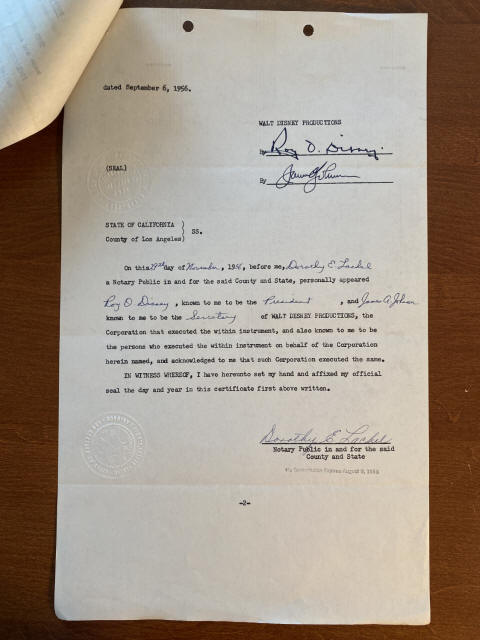 dated September 6, 1956.
WALT DISNEY PRODUCTIONS
By Roy O. Disney
(SEAL)
By
STATE OF CALIFORNIA
SS.
County of Los Angeles
On this day of November, 1956, before me, Dorothy E.
a Notary Public in and for the said County and State, personally appeared
Roy O Disney, known to me to be the President, and James A. Johnson
known to me to be the Secretary of WALT DISNEY PRODUCTIONS, the
Corporation that executed the within instrument, and also known to me to be
the persons who executed the within instrument on behalf of the Corporation
herein named, and acknowledged to me that such Corporation executed the same.
IN WITNESS WHEREOF, I have hereunto set my hand and affixed my official
seal the day and year in this certificate first above written.
Dorothy E.
Notary Public in and for the said
County and State
My Commission Expires August 9,
-2-